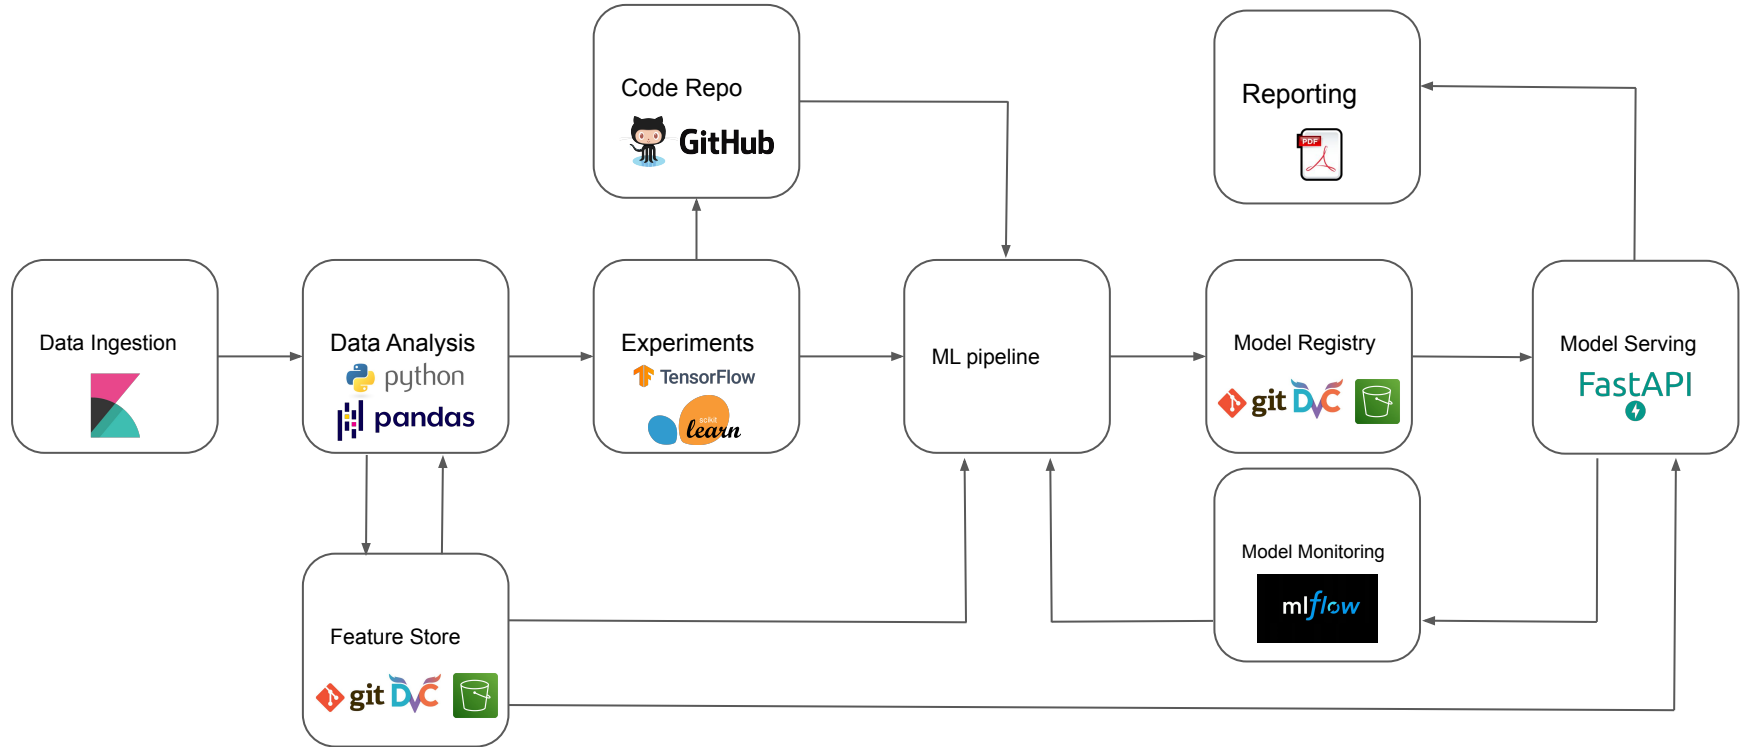 Code Repo
GitHub
Reporting
PDF
Data Ingestion
Data Analysis
python
pandas
Experiments
TensorFlow
scikit
learn
ML pipeline
Model Registry
git DVC
Model Serving
FastAPI
Model Monitoring
mlflow
Feature Store
git DVC